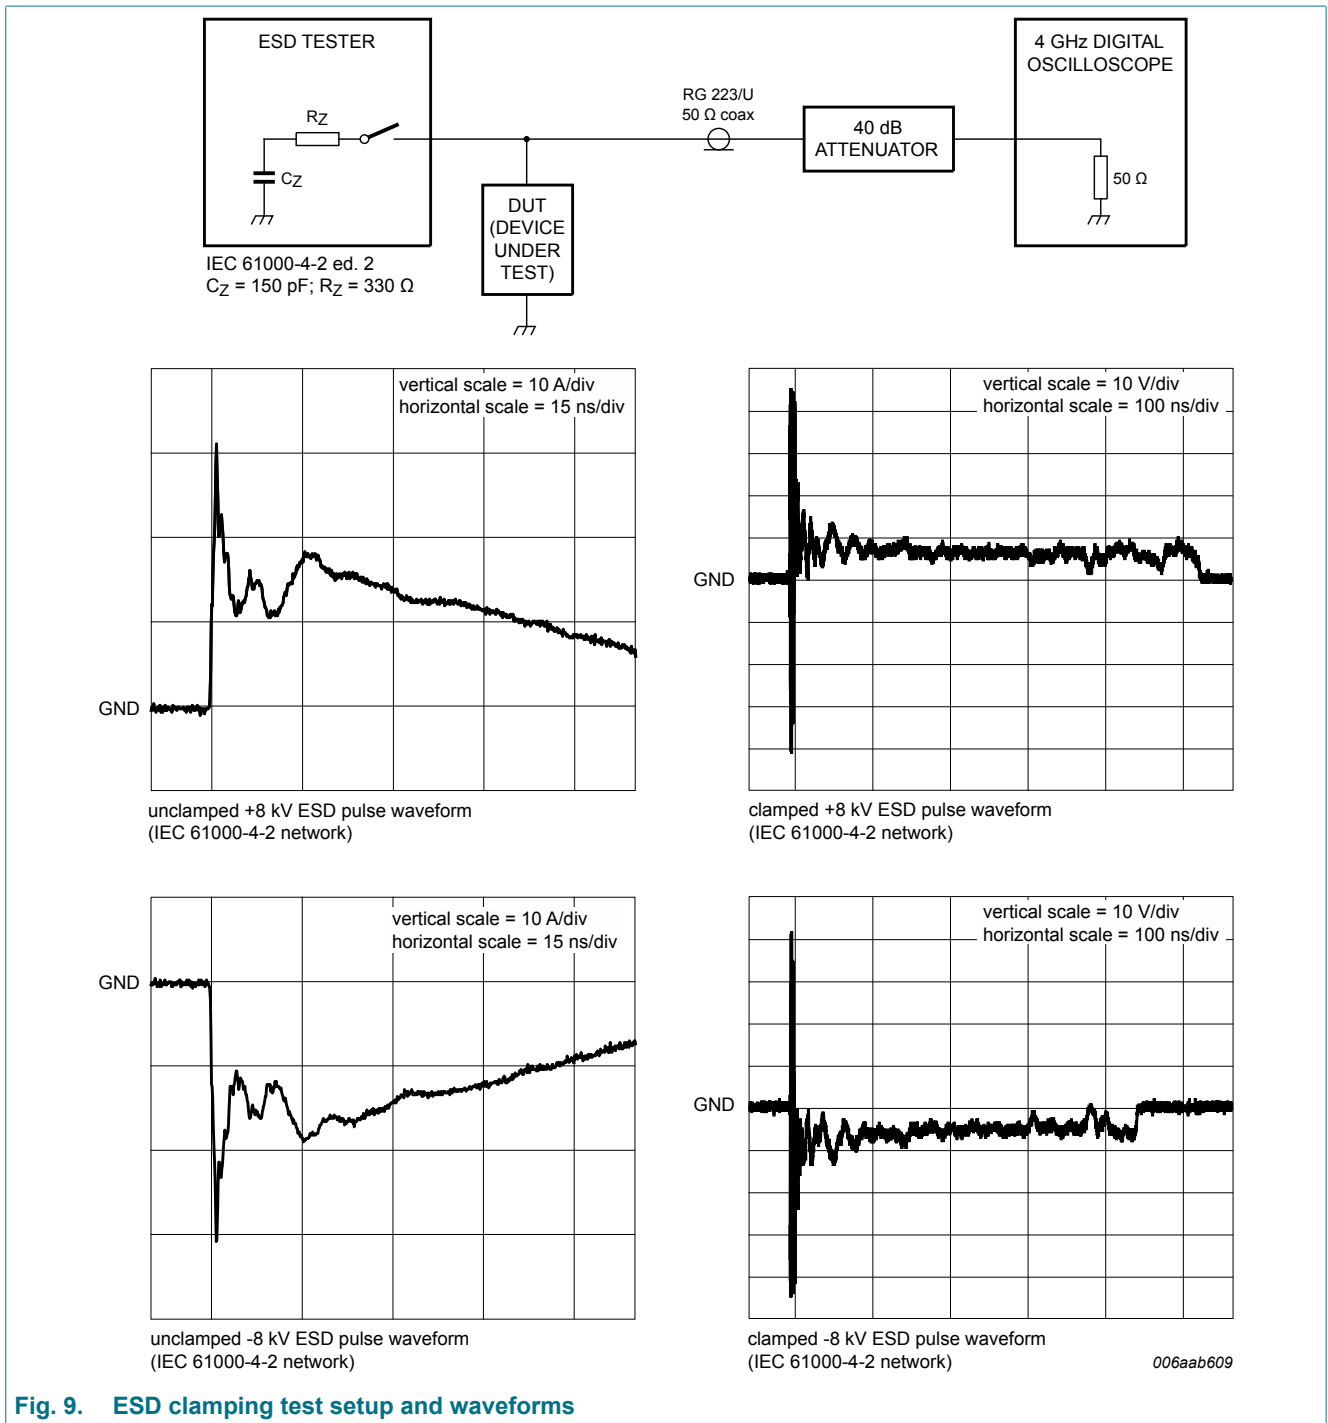 ESD TESTER
RZ
CZ
IEC 61000-4-2 ed. 2
CZ = 150 pF; RZ = 330 Ω
DUT
(DEVICE
UNDER
TEST)
RG 223/U
50 Ω coax
40 dB
ATTENUATOR
4 GHz DIGITAL
OSCILLOSCOPE
50 Ω
vertical scale = 10 A/div
horizontal scale = 15 ns/div
GND
unclamped +8 kV ESD pulse waveform
(IEC 61000-4-2 network)
vertical scale = 10 V/div
horizontal scale = 100 ns/div
GND
clamped +8 kV ESD pulse waveform
(IEC 61000-4-2 network)
vertical scale = 10 A/div
horizontal scale = 15 ns/div
GND
unclamped -8 kV ESD pulse waveform
(IEC 61000-4-2 network)
vertical scale = 10 V/div
horizontal scale = 100 ns/div
GND
clamped -8 kV ESD pulse waveform
(IEC 61000-4-2 network)
006aab609
Fig. 9. ESD clamping test setup and waveforms